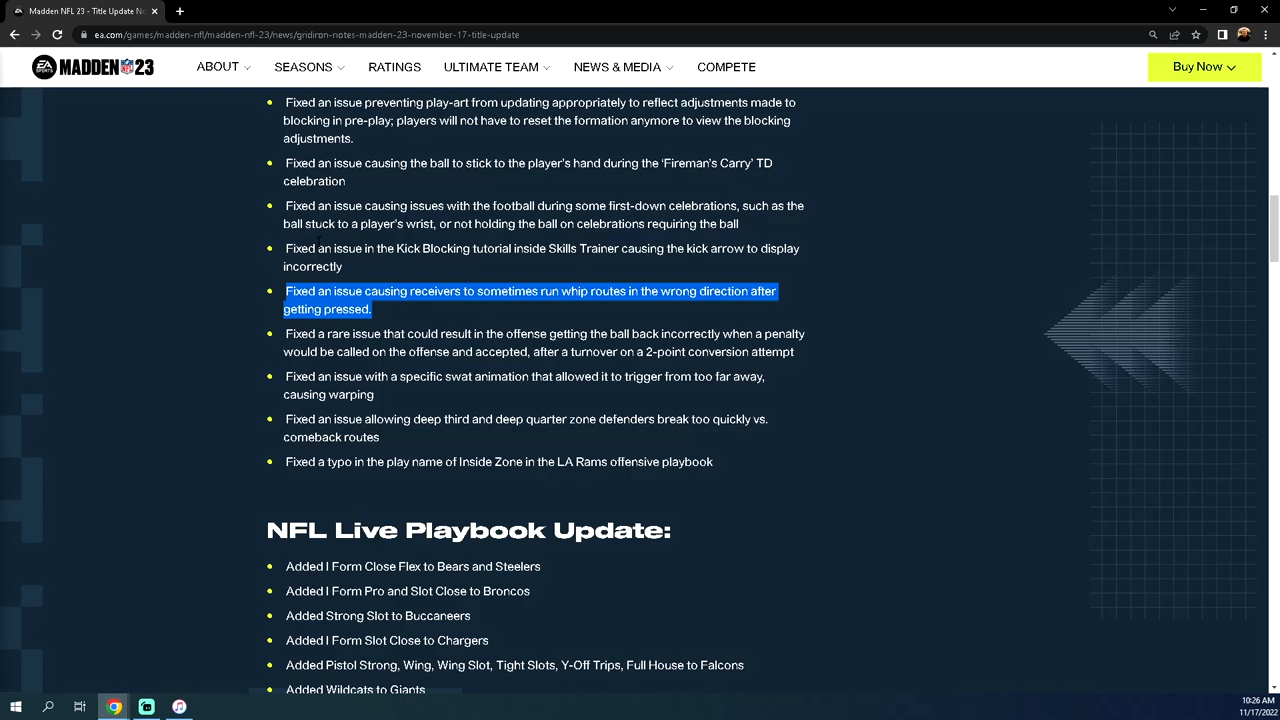 Madden NFL 23 - Title Update No
ea.com/games/madden-nfl/madden-nfl-23/news/gridiron-notes-madden-23-november-17-title-update
EA SPORTS MADDEN NFL 23 ABOUT SEASONS RATINGS ULTIMATE TEAM NEWS & MEDIA COMPETE Buy Now
Fixed an issue preventing play-art from updating appropriately to reflect adjustments made to
blocking in pre-play; players will not have to reset the formation anymore to view the blocking
adjustments.
Fixed an issue causing the ball to stick to the player's hand during the 'Fireman's Carry' TD
celebration
Fixed an issue causing issues with the football during some first-down celebrations, such as the
ball stuck to a player's wrist, or not holding the ball on celebrations requiring the ball
Fixed an issue in the Kick Blocking tutorial inside Skills Trainer causing the kick arrow to display
incorrectly
Fixed an issue causing receivers to sometimes run whip routes in the wrong direction after
getting pressed.
Fixed a rare issue that could result in the offense getting the ball back incorrectly when a penalty
would be called on the offense and accepted, after a turnover on a 2-point conversion attempt
Fixed an issue with a catch tackle animation that allowed it to trigger from too far away,
causing warping
Fixed an issue allowing deep third and deep quarter zone defenders break too quickly vs.
comeback routes
Fixed a typo in the play name of Inside Zone in the LA Rams offensive playbook
NFL Live Playbook Update:
Added I Form Close Flex to Bears and Steelers
Added I Form Pro and Slot Close to Broncos
Added Strong Slot to Buccaneers
Added I Form Slot Close to Chargers
Added Pistol Strong, Wing, Wing Slot, Tight Slots, Y-Off Trips, Full House to Falcons
Added Wildcats to Giants
10:26 AM
11/17/2022